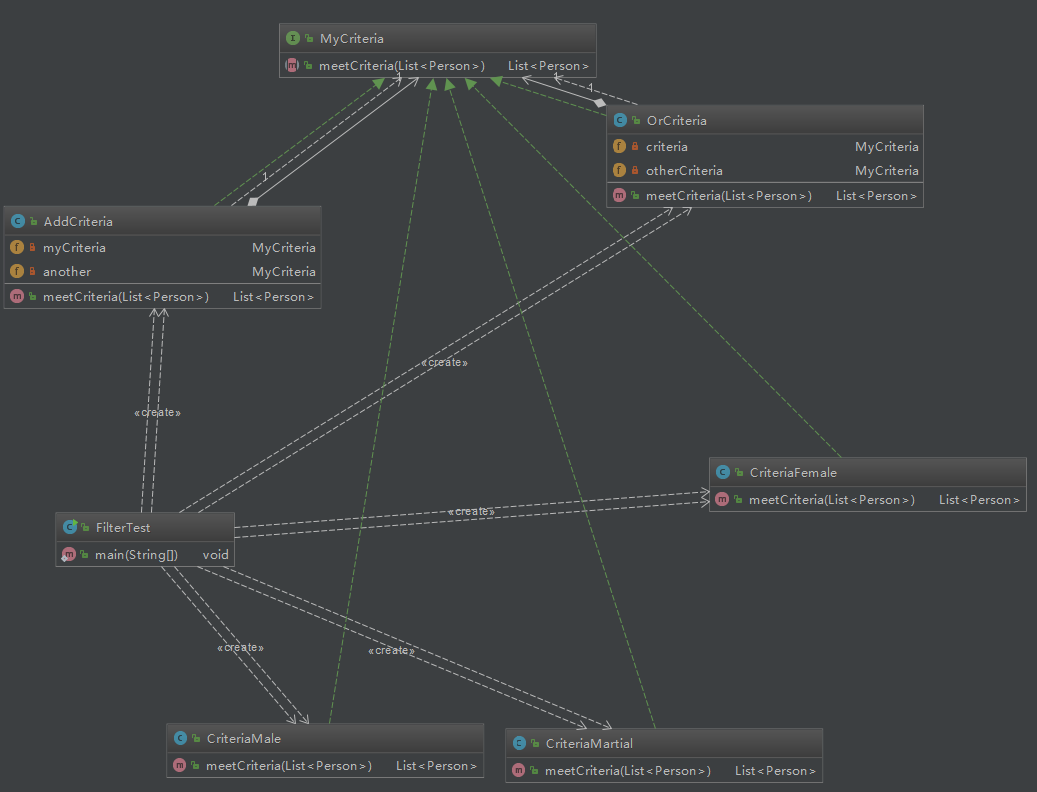 MyCriteria
meetCriteria(List<Person>) List<Person>
1
1
1
1
OrCriteria
criteria MyCriteria
otherCriteria MyCriteria
meetCriteria(List<Person>) List<Person>
AddCriteria
myCriteria MyCriteria
another MyCriteria
meetCriteria(List<Person>) List<Person>
«create»
«create»
CriteriaFemale
meetCriteria(List<Person>) List<Person>
«create»
FilterTest
main(String[]) void
«create»
«create»
CriteriaMale
meetCriteria(List<Person>) List<Person>
CriteriaMartial
meetCriteria(List<Person>) List<Person>